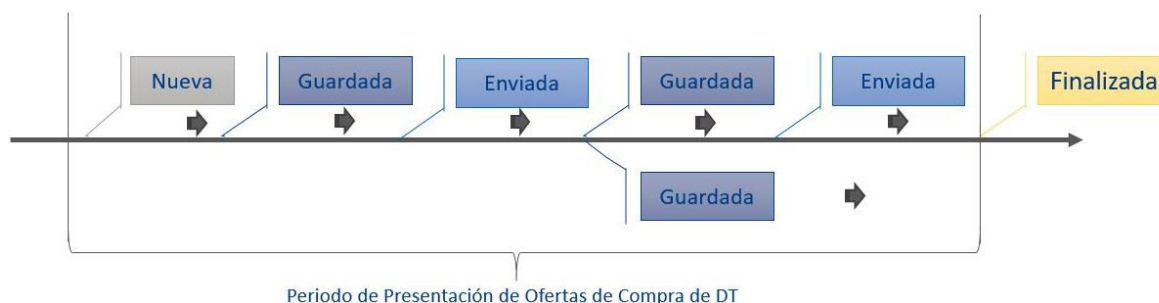 Nueva
Guardada
Enviada
Guardada
Enviada
Finalizada
Guardada
Periodo de Presentación de Ofertas de Compra de DT